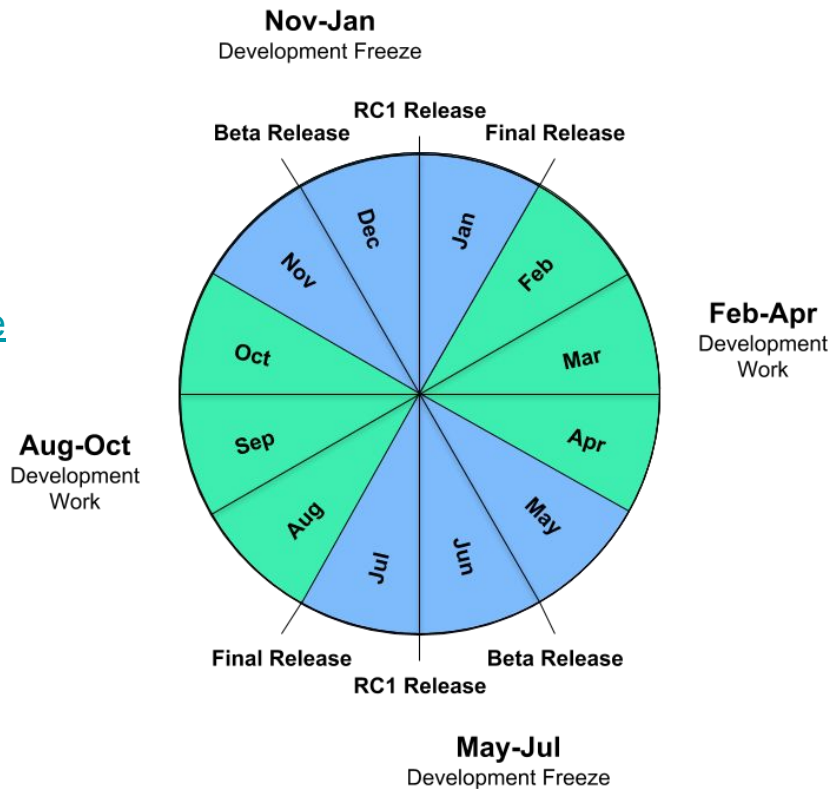 Nov-Jan
Development Freeze
RC1 Release
Beta Release
Final Release
Dec
Jan
Nov
Feb
e
Feb-Apr
Development
Work
Oct
Mar
Sep
Apr
Aug-Oct
Development
Work
Aug
May
Jul
Jun
Final Release
Beta Release
RC1 Release
May-Jul
Development Freeze